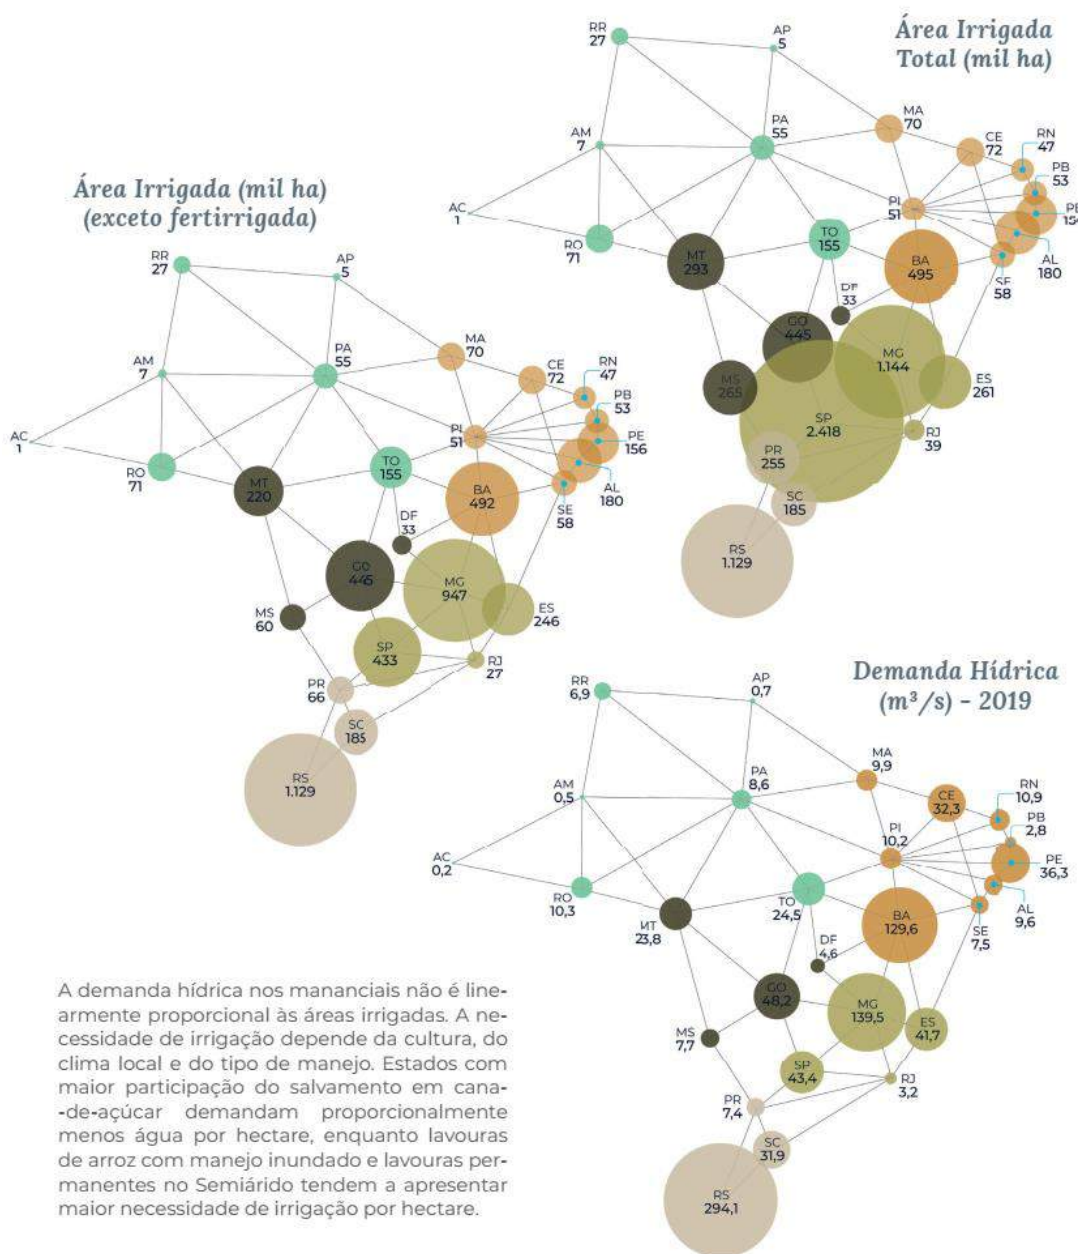 Área Irrigada
Total (mil ha)
RR
27
AP
5
MA
70
PA
55
AM
7
CE
72
RN
47
PB
53
PE
AC
1
PI
51
RO
71
MT
293
TO
155
BA
495
AL
180
SE
58
DF
33
GO
445
MG
1.144
MS
265
ES
261
SP
2.418
RJ
39
PR
255
SC
185
RS
1.129
Área Irrigada (mil ha)
(exceto fertirrigada)
RR
27
AP
5
MA
70
PA
55
AM
7
CE
72
RN
47
PB
53
AC
1
PI
51
PE
156
RO
71
MT
220
TO
155
BA
492
AL
180
SE
58
DF
33
GO
445
MG
947
MS
60
ES
246
SP
433
RJ
27
PR
66
SC
185
RS
1.129
Demanda Hídrica
(m³/s) - 2019
RR
6,9
AP
0,7
MA
9,9
PA
8,6
AM
0,5
CE
32,3
RN
10,9
PB
2,8
PI
10,2
PE
36,3
AC
0,2
RO
10,3
MT
23,8
TO
24,5
BA
129,6
AL
9,6
SE
7,5
DF
4,6
GO
48,2
MG
139,5
MS
7,7
ES
41,7
SP
43,4
RJ
3,2
PR
7,4
SC
31,9
RS
294,1
A demanda hídrica nos mananciais não é line-
armente proporcional às áreas irrigadas. A ne-
cessidade de irrigação depende da cultura, do
clima local e do tipo de manejo. Estados com
maior participação do salvamento em cana-
-de-açúcar demandam proporcionalmente
menos água por hectare, enquanto lavouras
de arroz com manejo inundado e lavouras per-
manentes no Semiárido tendem a apresentar
maior necessidade de irrigação por hectare.